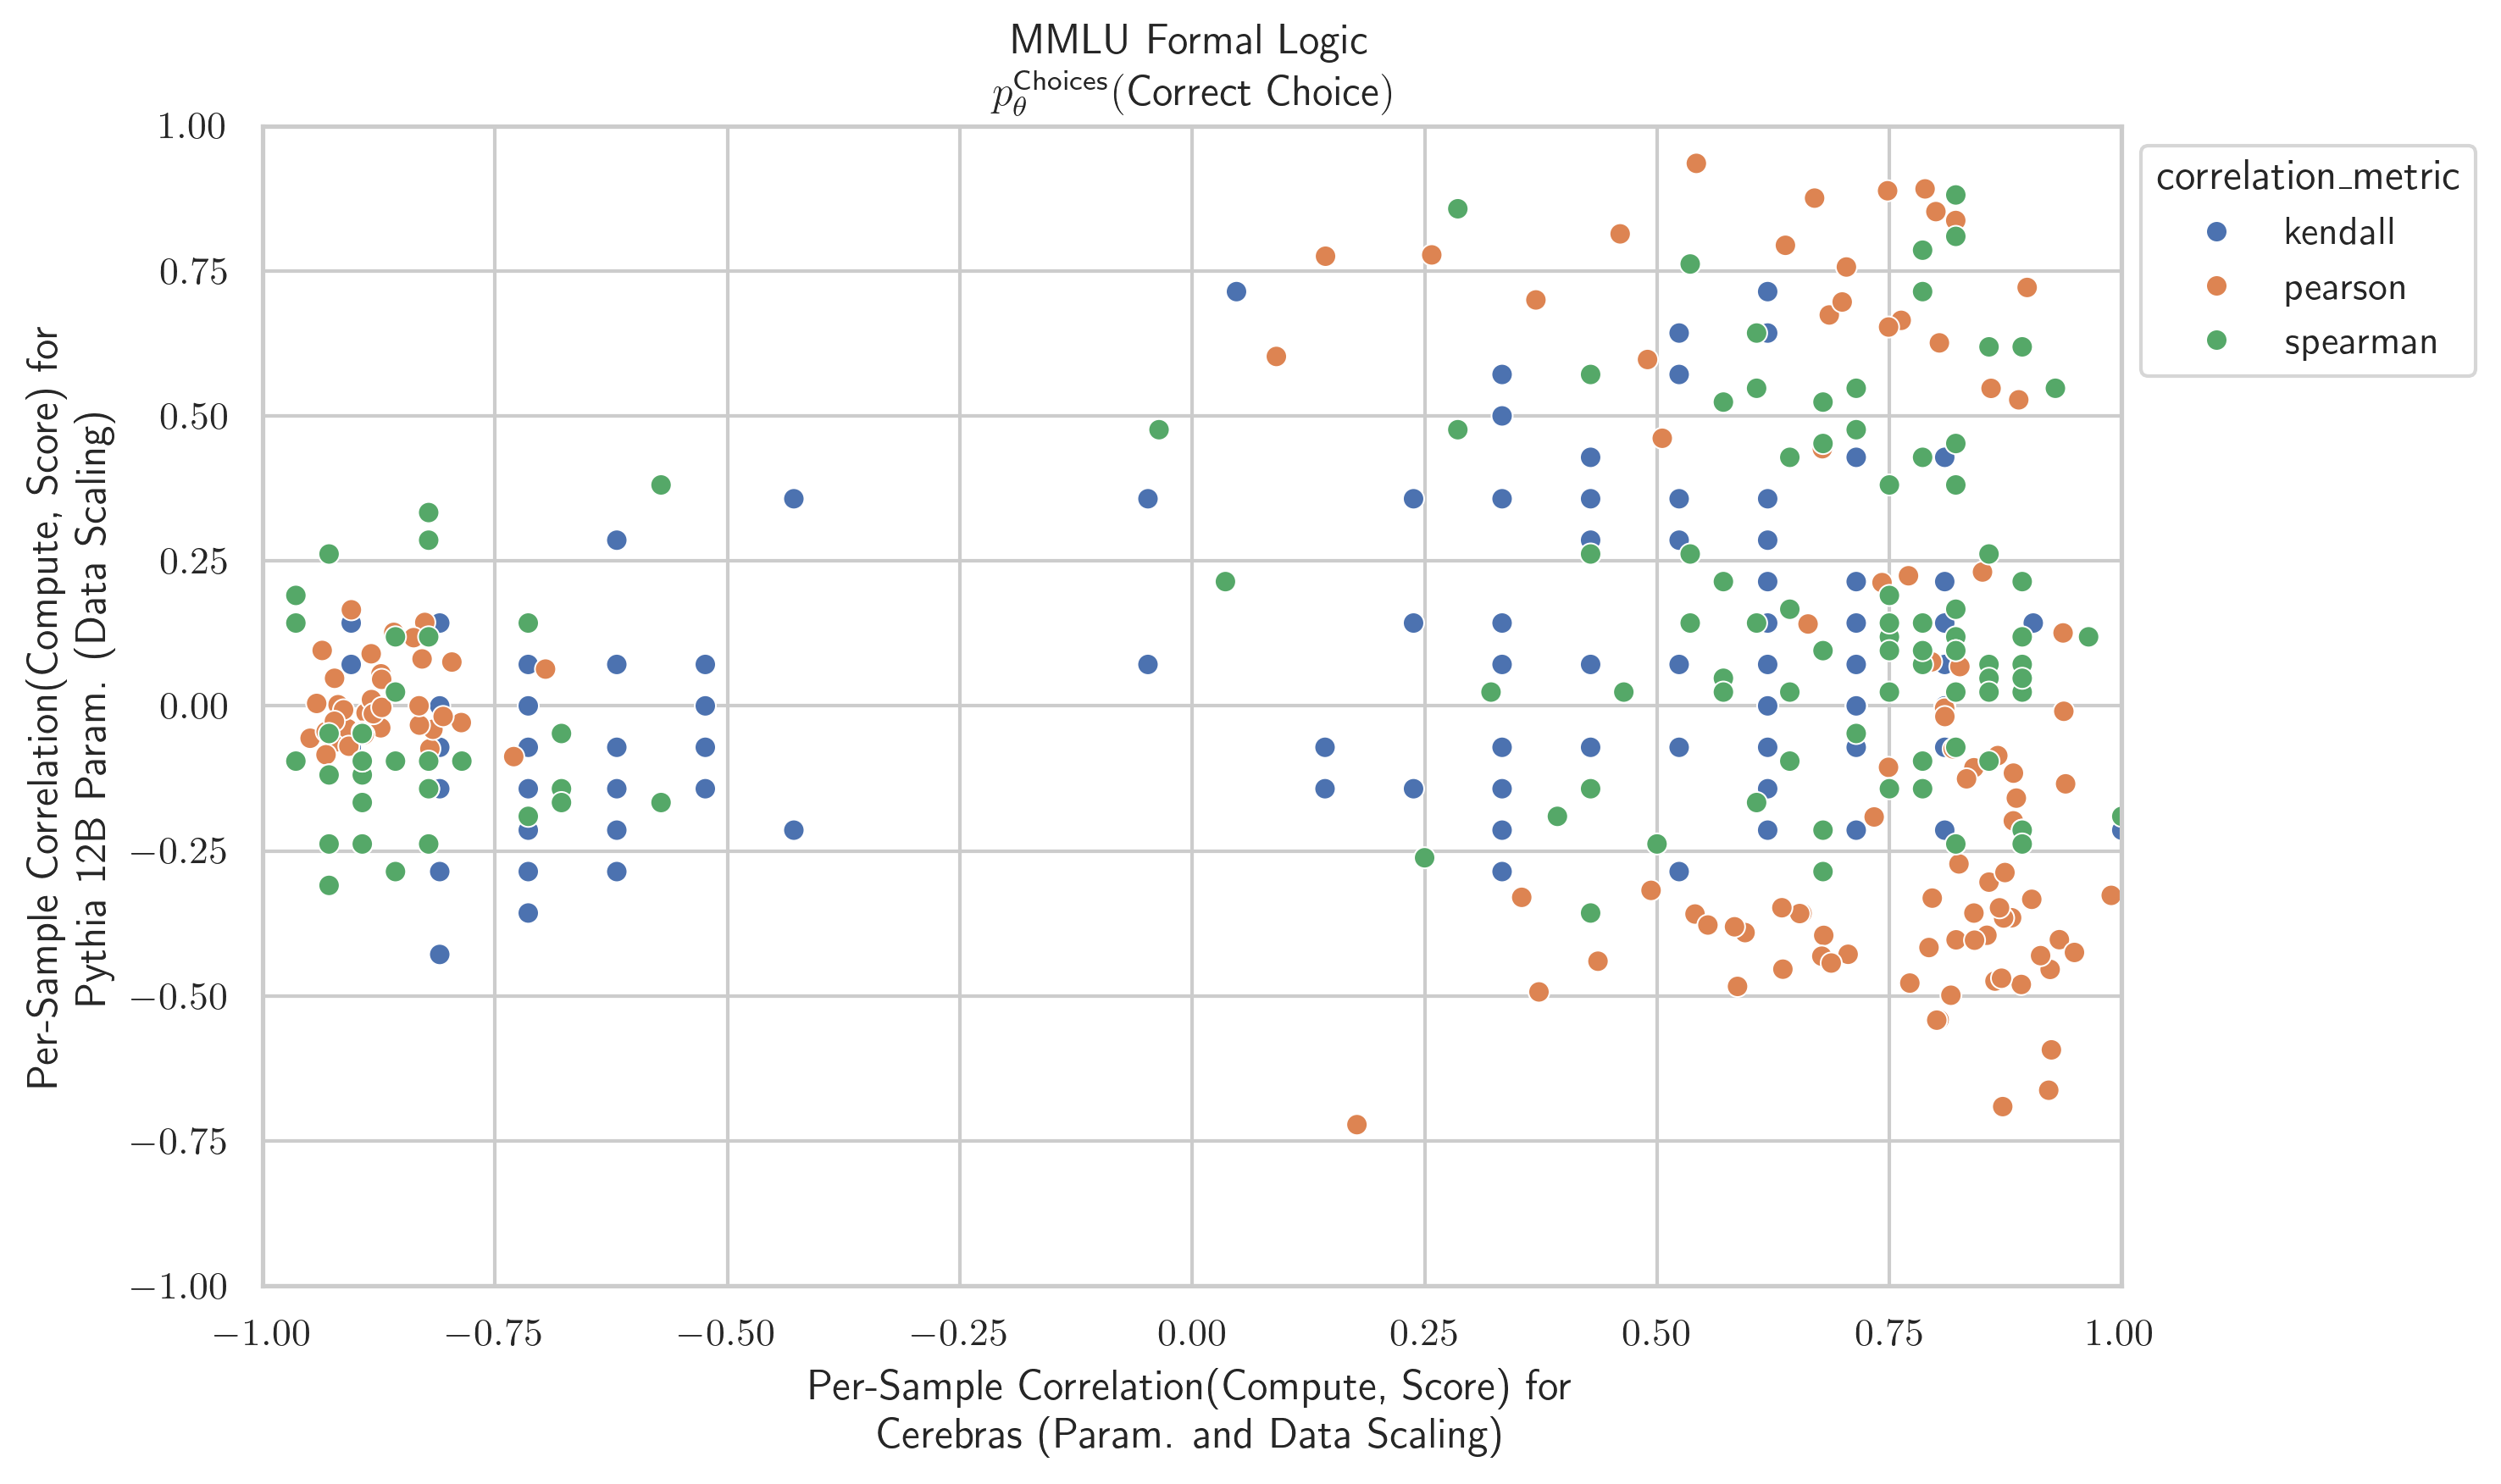 MMLU Formal Logic
p_θ^Choices(Correct Choice)
1.00
0.75
0.50
0.25
0.00
−0.25
−0.50
−0.75
−1.00
Per-Sample Correlation(Compute, Score) for
Pythia 12B Param. (Data Scaling)
−1.00
−0.75
−0.50
−0.25
0.00
0.25
0.50
0.75
1.00
Per-Sample Correlation(Compute, Score) for
Cerebras (Param. and Data Scaling)
correlation_metric
kendall
pearson
spearman